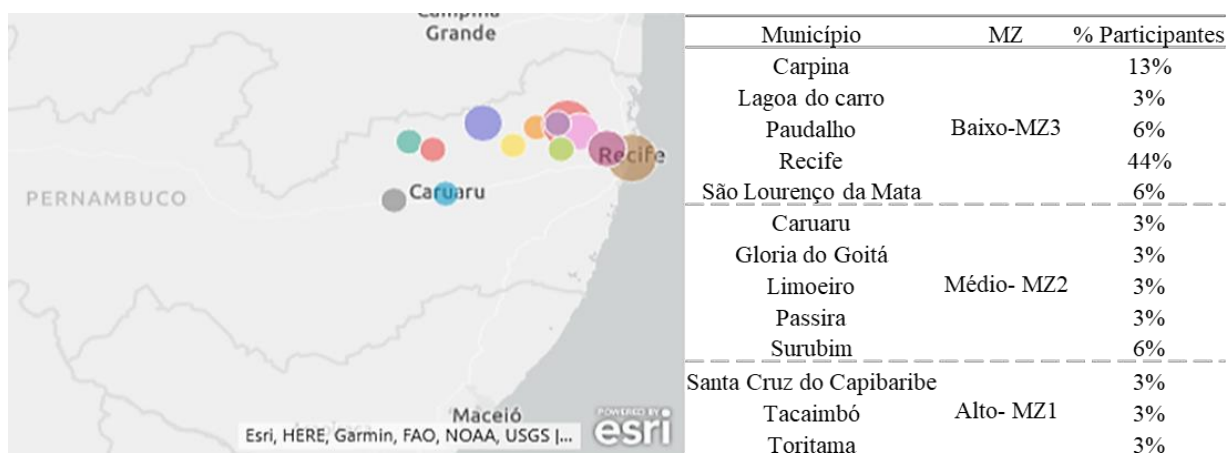 Campina
Grande
Recife
PERNAMBUCO
Caruaru
Maceió
POWERED BY
esri
Esri, HERE, Garmin, FAO, NOAA, USGS |...
Município MZ % Participantes
Carpina 13%
Lagoa do carro 3%
Paudalho Baixo-MZ3 6%
Recife 44%
São Lourenço da Mata 6%
Caruaru 3%
Gloria do Goitá 3%
Limoeiro Médio- MZ2 3%
Passira 3%
Surubim 6%
Santa Cruz do Capibaribe 3%
Tacaimbó Alto- MZ1 3%
Toritama 3%